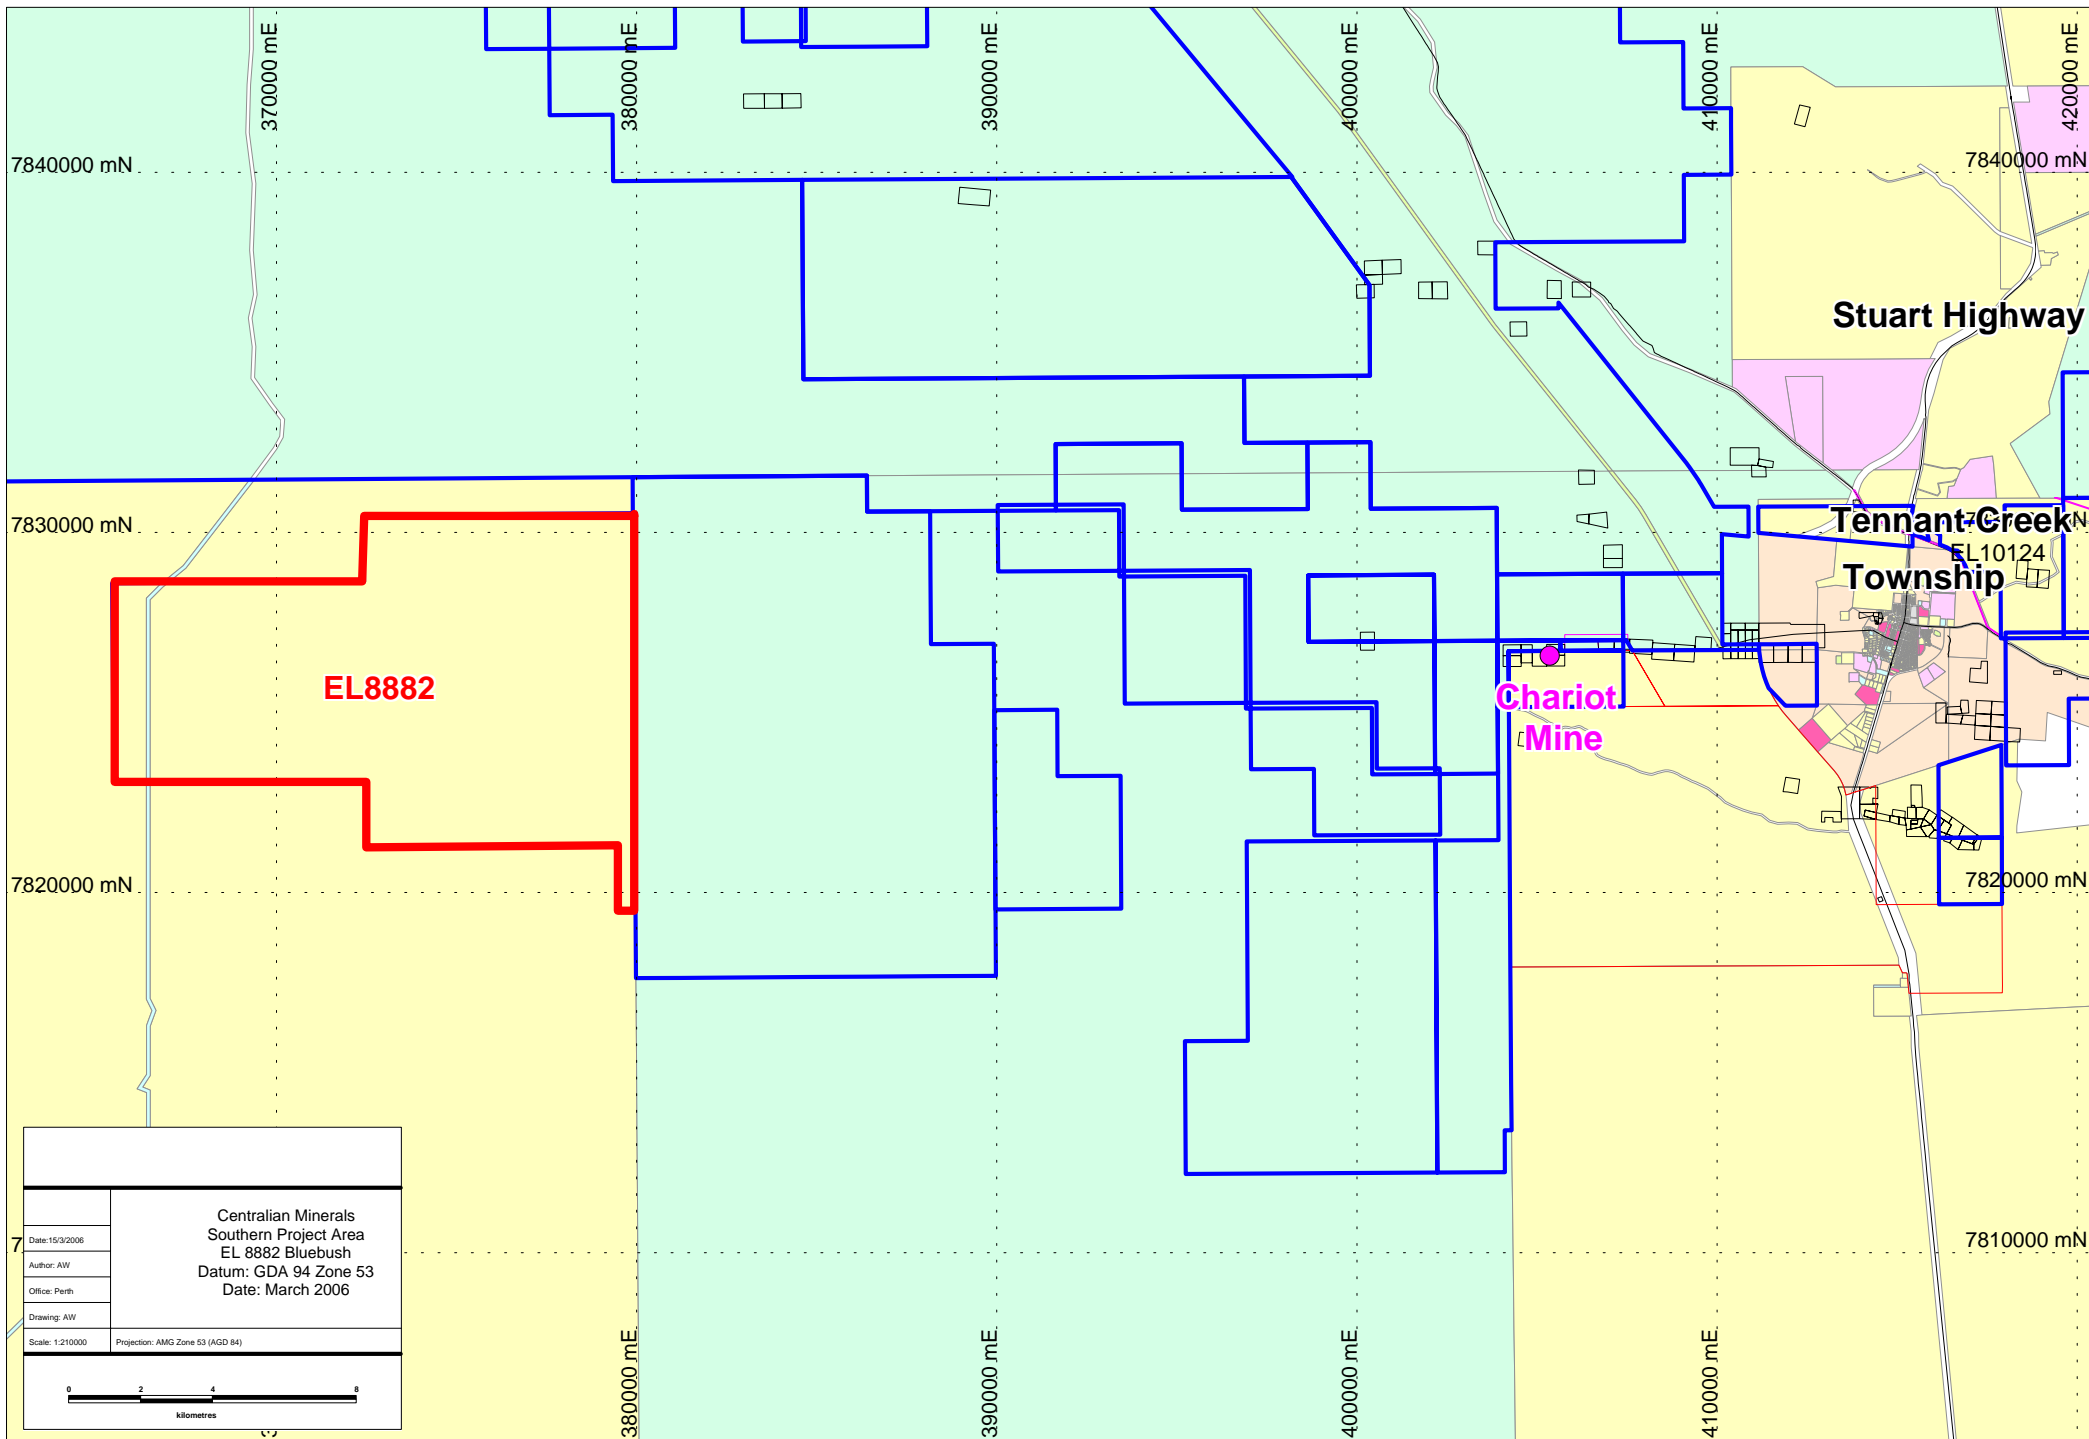 370000 mE
380000 mE
390000 mE
400000 mE
410000 mE
420000 mE
7840000 mN
7840000 mN
Stuart Highway
7830000 mN
Tennant Creek
EL10124
Township
EL8882
Chariot
Mine
7820000 mN
7820000 mN
7810000 mN
Centralian Minerals
Southern Project Area
EL 8882 Bluebush
Datum: GDA 94 Zone 53
Date: March 2006
Date:15/3/2006
Author: AW
Office: Perth
Drawing: AW
Scale: 1:210000
Projection: AMG Zone 53 (AGD 84)
0 2 4 8
kilometres
380000 mE
390000 mE
400000 mE
410000 mE